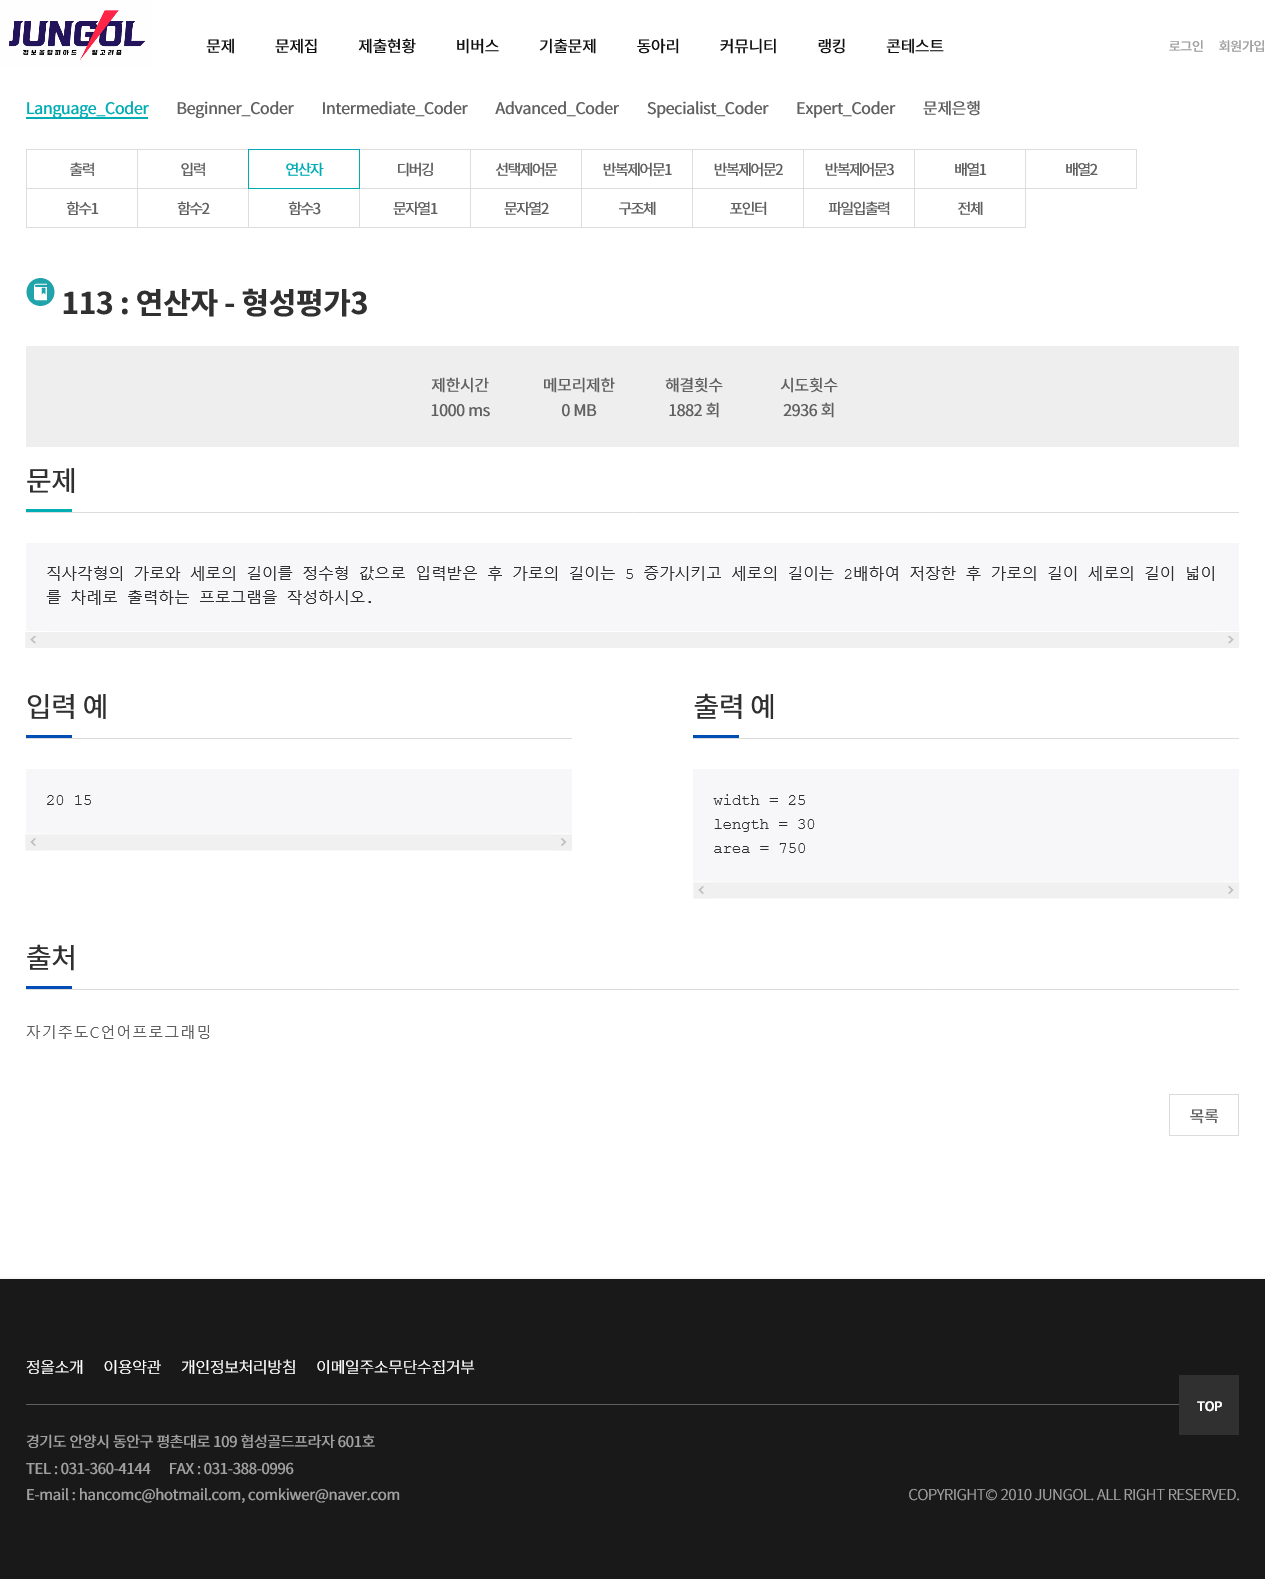 JUNGOL
정보올림피아드 알고리즘
문제 문제집 제출현황 비버스 기출문제 동아리 커뮤니티 랭킹 콘테스트
로그인 회원가입
Language_Coder Beginner_Coder Intermediate_Coder Advanced_Coder Specialist_Coder Expert_Coder 문제은행
출력 입력 연산자 디버깅 선택제어문 반복제어문1 반복제어문2 반복제어문3 배열1 배열2
함수1 함수2 함수3 문자열1 문자열2 구조체 포인터 파일입출력 전체
113 : 연산자 - 형성평가3
제한시간 메모리제한 해결횟수 시도횟수
1000 ms 0 MB 1882 회 2936 회
문제
직사각형의 가로와 세로의 길이를 정수형 값으로 입력받은 후 가로의 길이는 5 증가시키고 세로의 길이는 2배하여 저장한 후 가로의 길이 세로의 길이 넓이
를 차례로 출력하는 프로그램을 작성하시오.
입력 예
20 15
출력 예
width = 25
length = 30
area = 750
출처
자기주도C언어프로그래밍
목록
정올소개 이용약관 개인정보처리방침 이메일주소무단수집거부
TOP
경기도 안양시 동안구 평촌대로 109 협성골드프라자 601호
TEL : 031-360-4144 FAX : 031-388-0996
E-mail : hancomc@hotmail.com, comkiwer@naver.com
COPYRIGHT© 2010 JUNGOL. ALL RIGHT RESERVED.